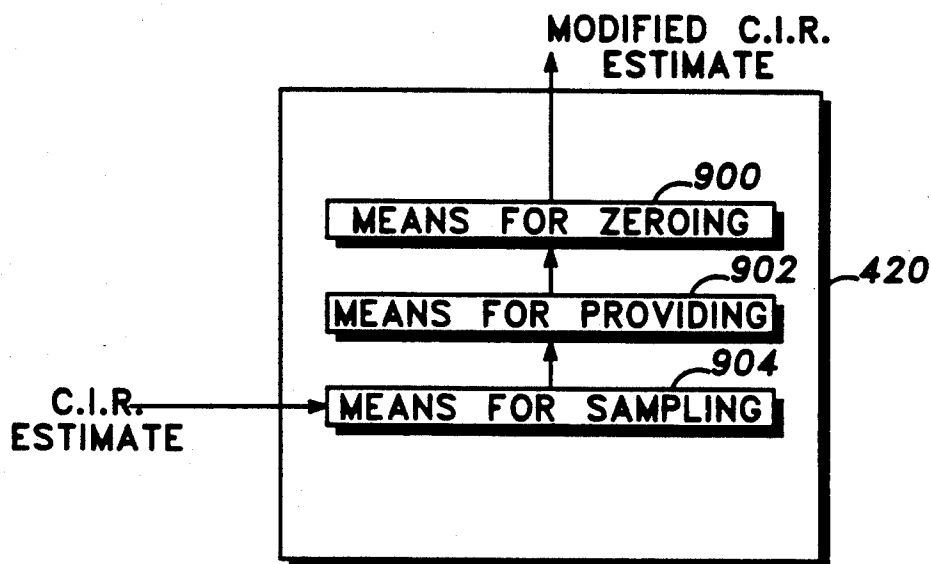 MODIFIED C.I.R.
ESTIMATE
900
MEANS FOR ZEROING
902
420
MEANS FOR PROVIDING
904
C.I.R.
ESTIMATE
MEANS FOR SAMPLING